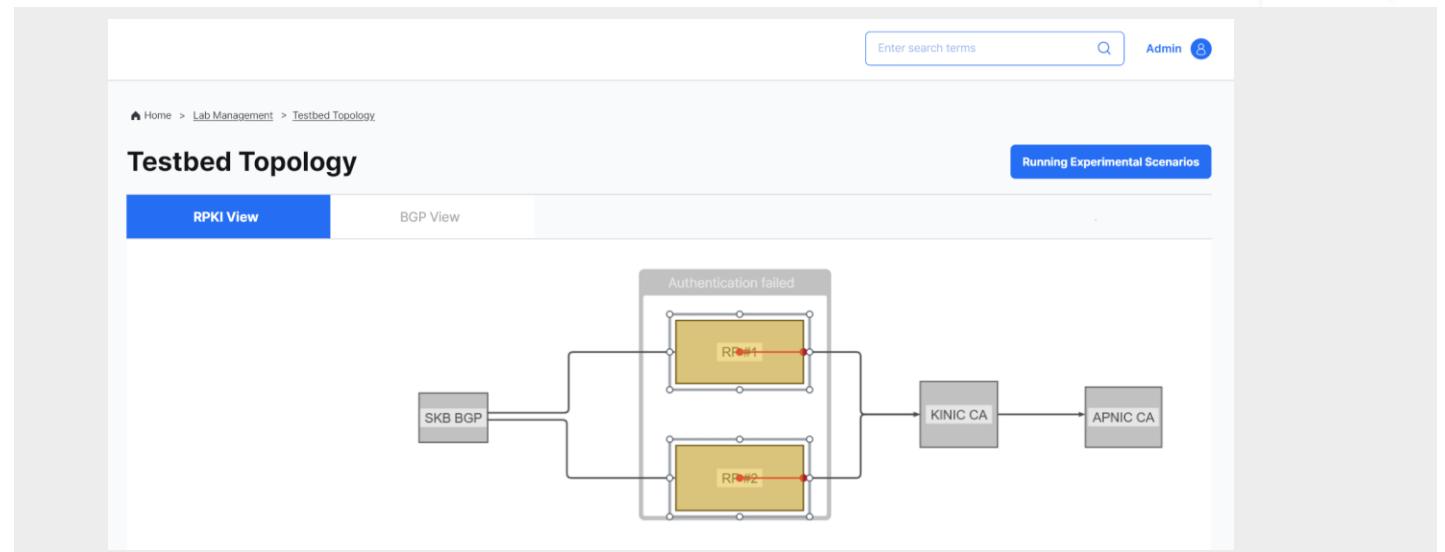 Enter search terms
Admin
Home > Lab Management > Testbed Topology
Testbed Topology
Running Experimental Scenarios
RPKI View
BGP View
Authentication failed
RP #1
SKB BGP
KINIC CA
APNIC CA
RP #2